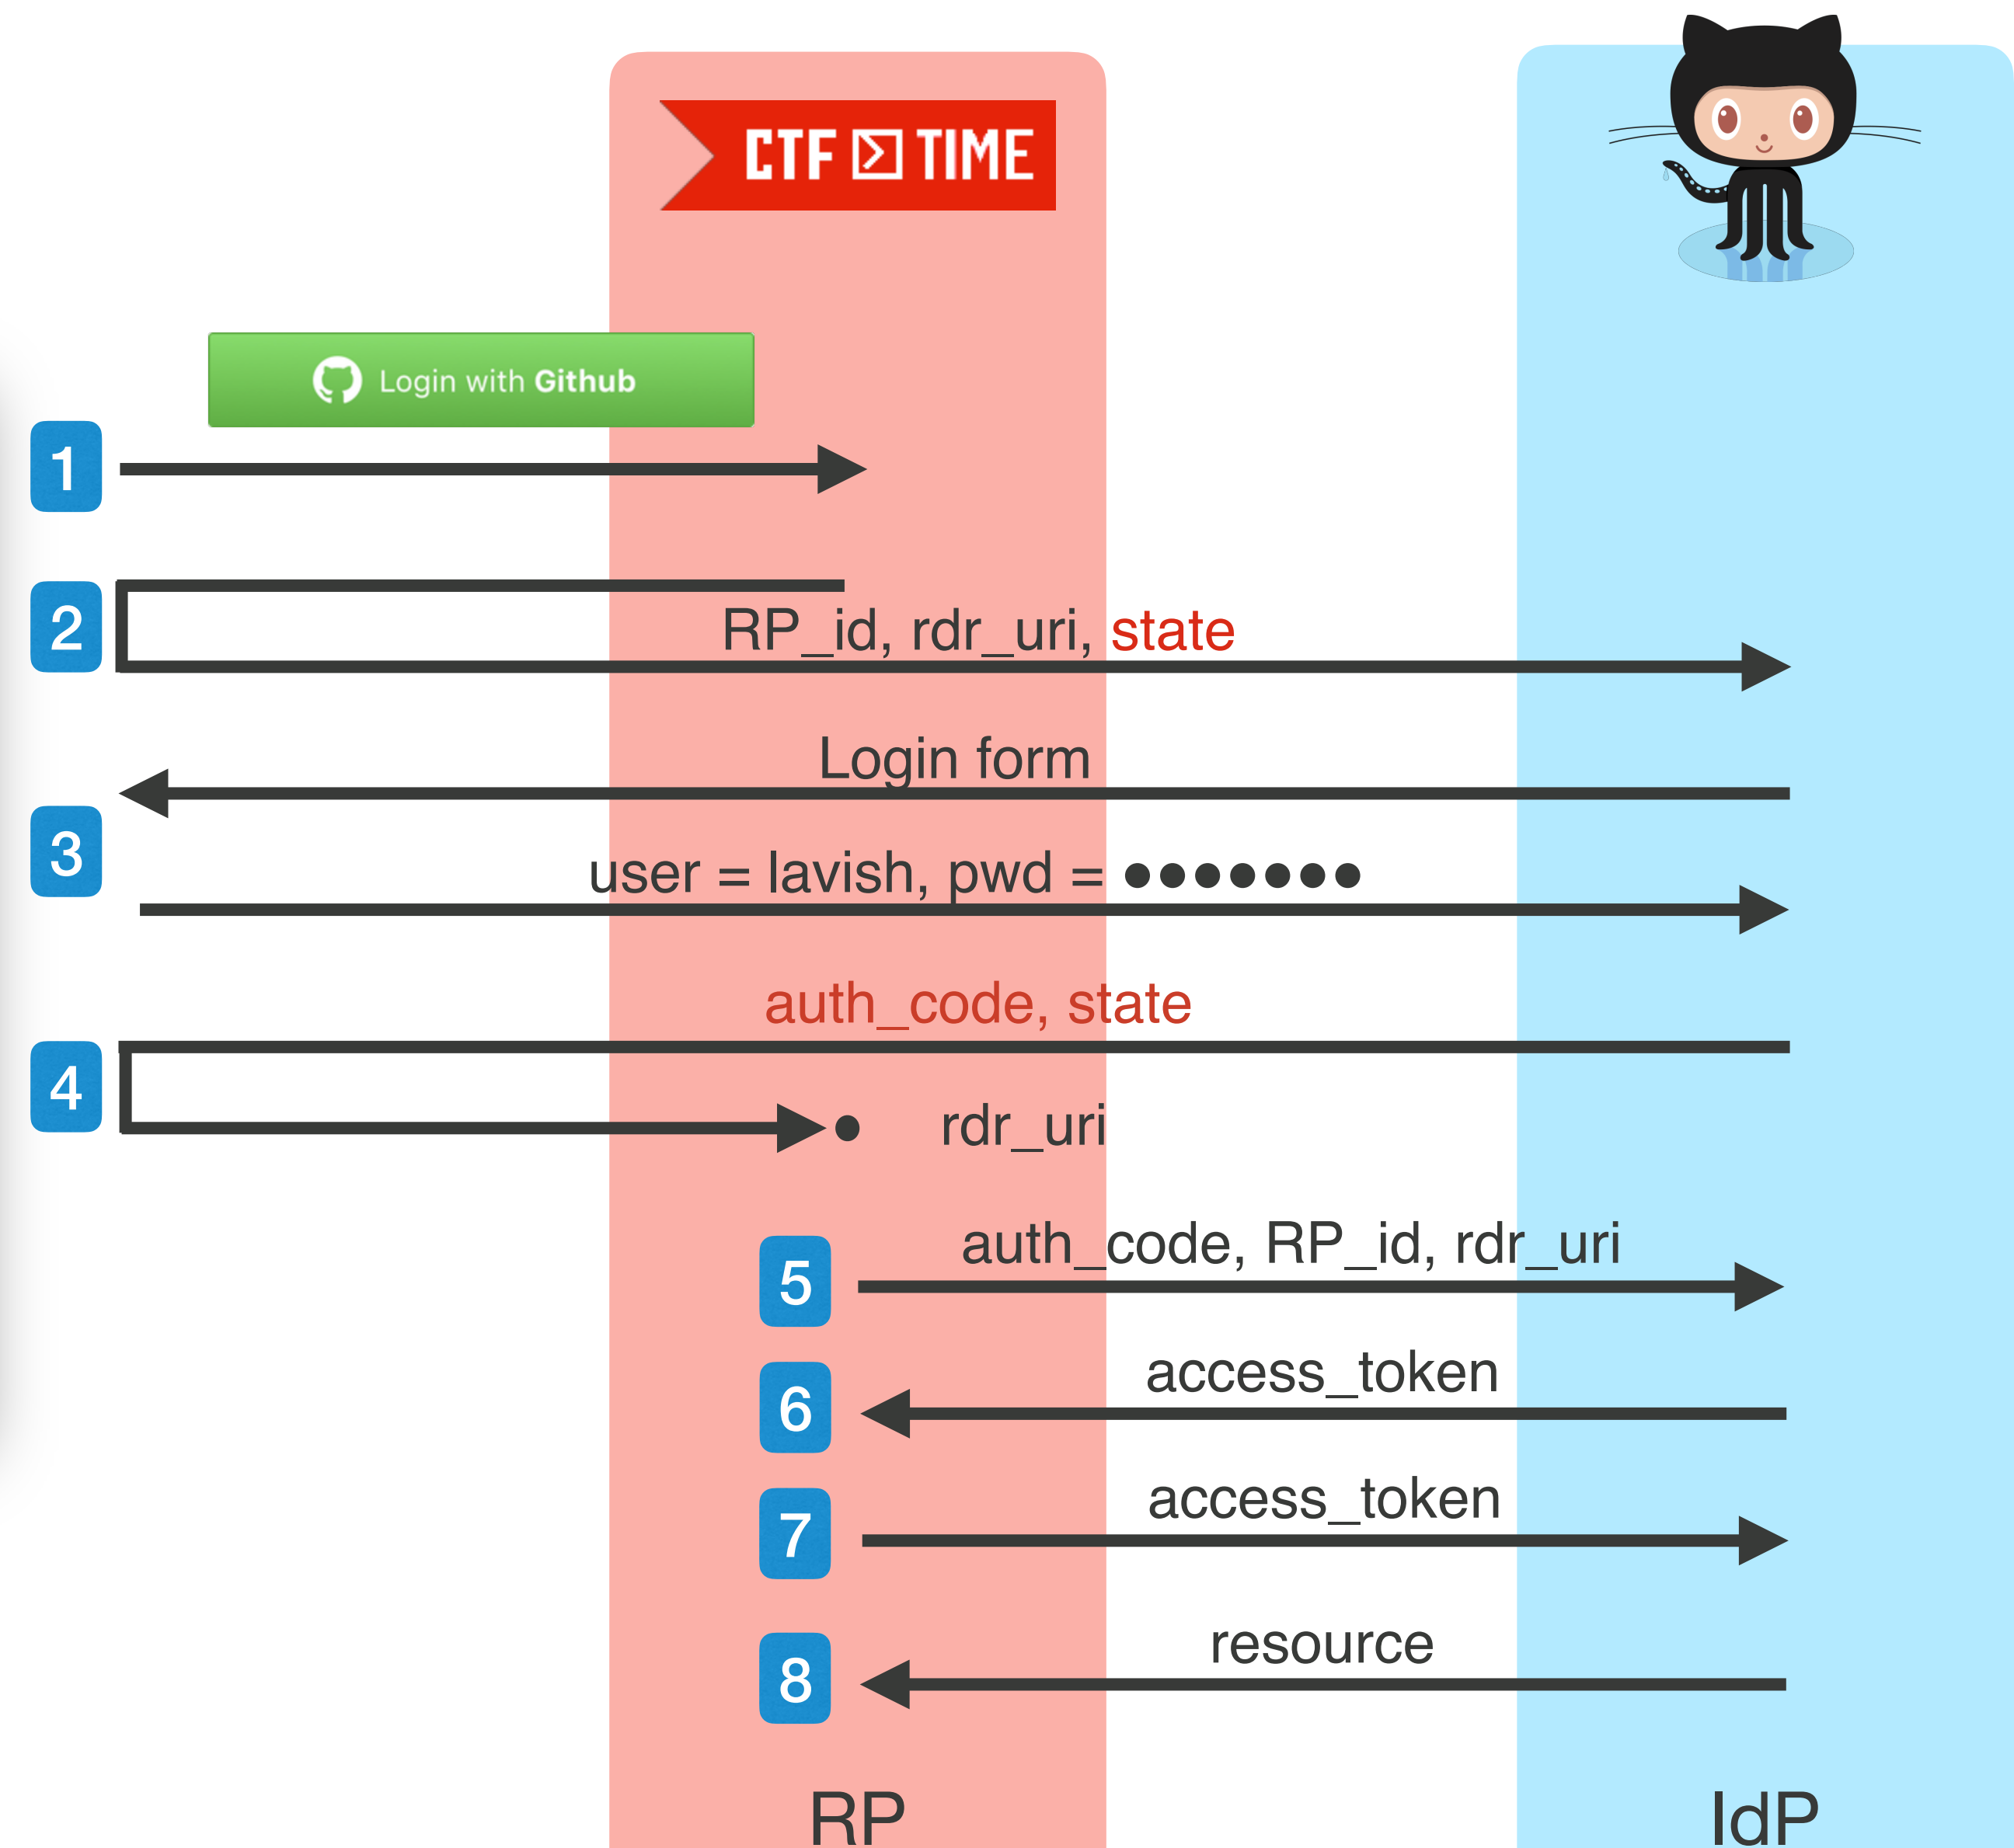 CTF TIME
Login with Github
1
2
RP_id, rdr_uri, state
Login form
3
user = lavish, pwd = ●●●●●●●
auth_code, state
4
rdr_uri
auth_code, RP_id, rdr_uri
5
access_token
6
access_token
7
resource
8
RP
IdP